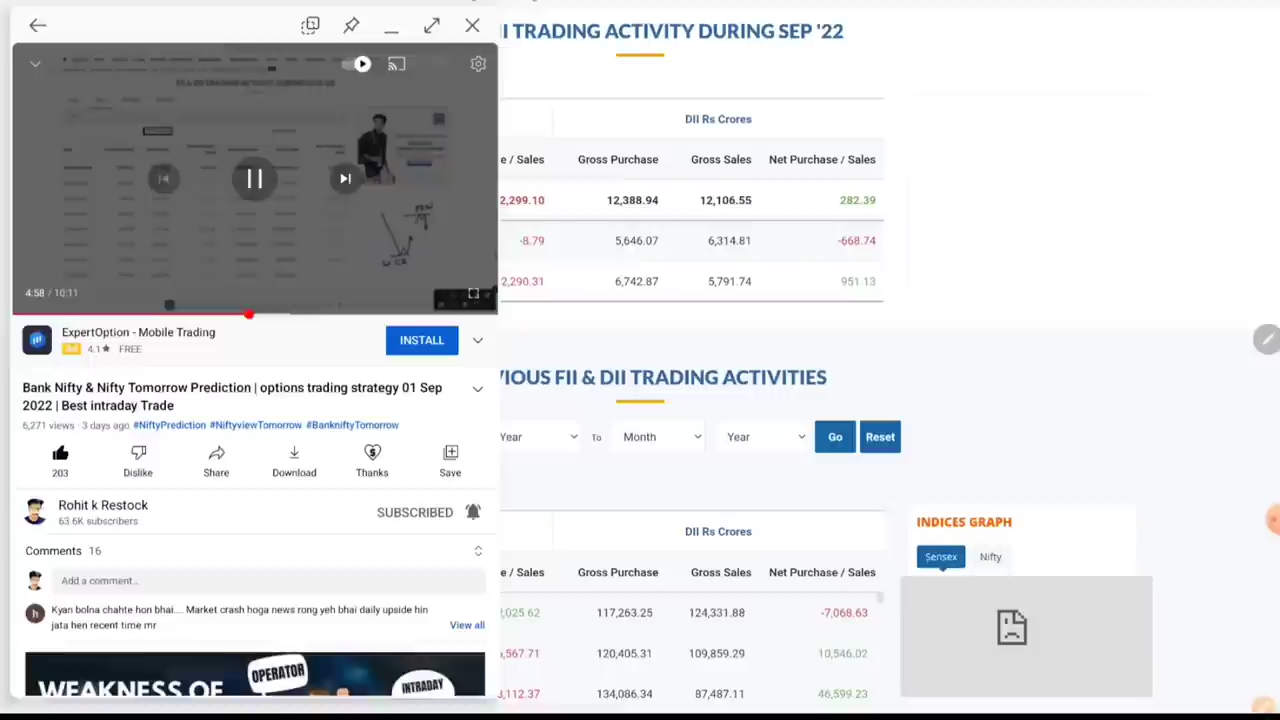 II TRADING ACTIVITY DURING SEP '22
DII Rs Crores
e / Sales Gross Purchase Gross Sales Net Purchase / Sales
2,299.10 12,388.94 12,106.55 282.39
-8.79 5,646.07 6,314.81 -668.74
2,290.31 6,742.87 5,791.74 951.13
4:58 / 10:11
ExpertOption - Mobile Trading
Ad 4.1★ FREE
INSTALL
Bank Nifty & Nifty Tomorrow Prediction | options trading strategy 01 Sep
2022 | Best intraday Trade
6,271 views · 3 days ago #NiftyPrediction #NiftyviewTomorrow #BankniftyTomorrow
203 Dislike Share Download Thanks Save
Rohit k Restock
63.6K subscribers
SUBSCRIBED
Comments 16
Add a comment...
h
Kyan bolna chahte hon bhai.... Market crash hoga news rong yeh bhai daily upside hin
jata hen recent time mr
View all
WEAKNESS OF
OPERATOR
INTRADAY
VIOUS FII & DII TRADING ACTIVITIES
Year To Month Year Go Reset
DII Rs Crores
e / Sales Gross Purchase Gross Sales Net Purchase / Sales
,025.62 117,263.25 124,331.88 -7,068.63
,567.71 120,405.31 109,859.29 10,546.02
,112.37 134,086.34 87,487.11 46,599.23
INDICES GRAPH
Sensex Nifty